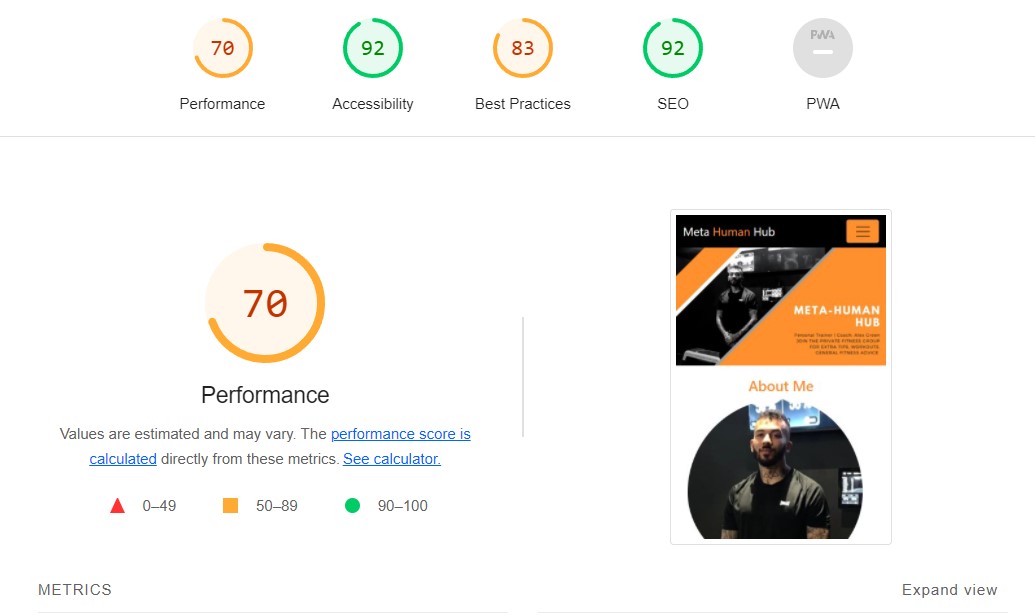 70
92
83
92
PWA
Performance
Accessibility
Best Practices
SEO
PWA
70
Performance
Values are estimated and may vary. The performance score is
calculated directly from these metrics. See calculator.
0–49
50–89
90–100
Meta Human Hub
META-HUMAN
HUB
Personal Trainer | Coach: Alex Green
JOIN THE PRIVATE FITNESS GROUP
FOR EXTRA TIPS, WORKOUTS,
GENERAL FITNESS ADVICE
About Me
METRICS
Expand view